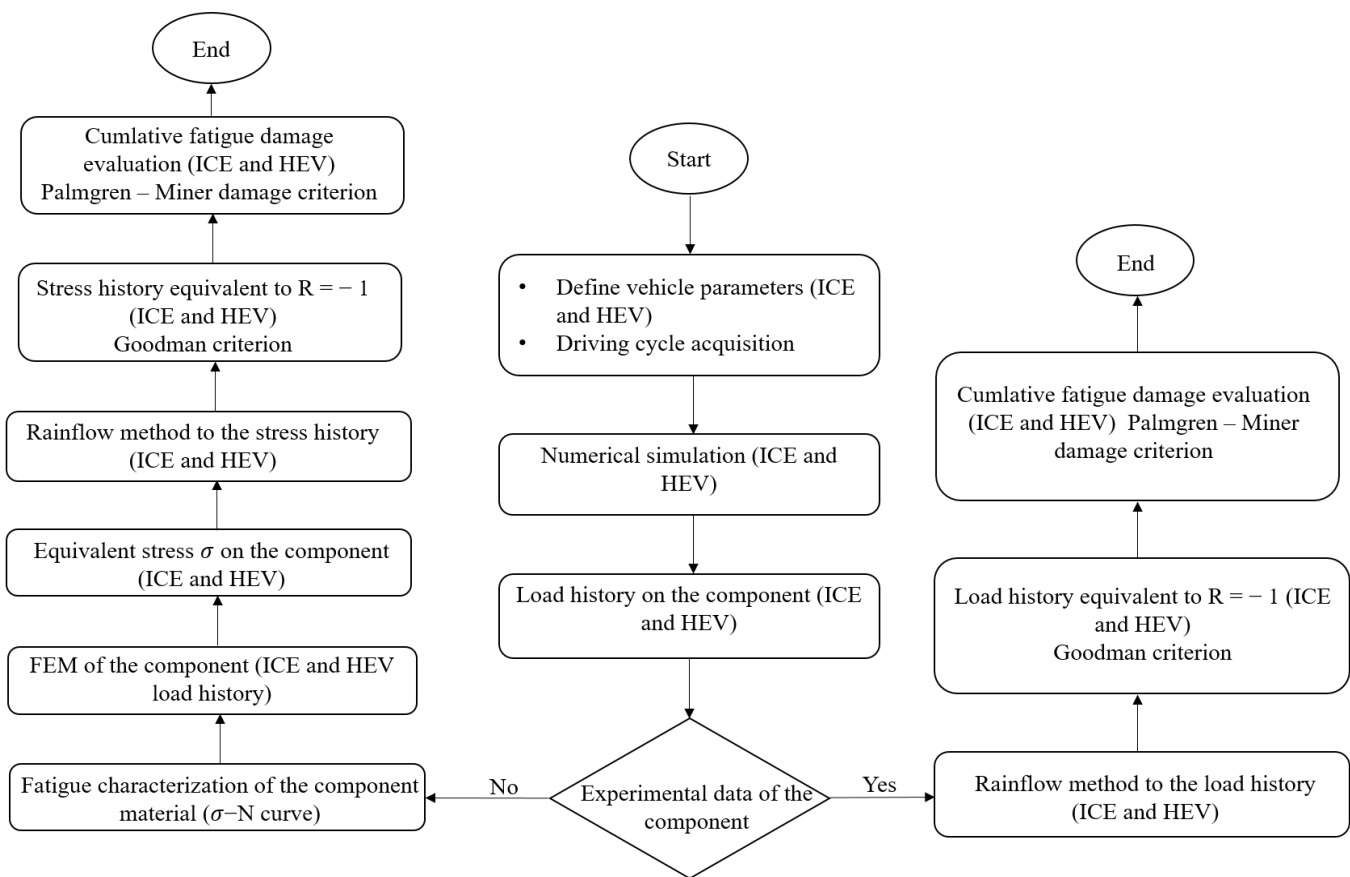 Start
• Define vehicle parameters (ICE
and HEV)
• Driving cycle acquisition
Numerical simulation (ICE and
HEV)
Load history on the component (ICE
and HEV)
Experimental data of the
component
No
Fatigue characterization of the component
material (σ−N curve)
FEM of the component (ICE and HEV
load history)
Equivalent stress σ on the component
(ICE and HEV)
Rainflow method to the stress history
(ICE and HEV)
Stress history equivalent to R = − 1
(ICE and HEV)
Goodman criterion
Cumlative fatigue damage
evaluation (ICE and HEV)
Palmgren – Miner damage criterion
End
Yes
Rainflow method to the load history
(ICE and HEV)
Load history equivalent to R = − 1 (ICE
and HEV)
Goodman criterion
Cumlative fatigue damage evaluation
(ICE and HEV) Palmgren – Miner
damage criterion
End